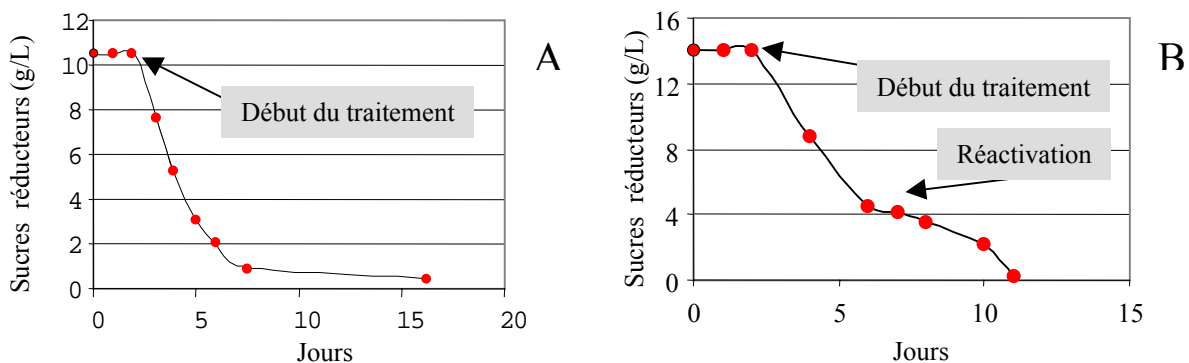 12
10
8
6
4
2
0
Sucres réducteurs (g/L)
0 5 10 15 20
Jours
Début du traitement
A
16
12
8
4
0
Sucres réducteurs (g/L)
0 5 10 15
Jours
Début du traitement
Réactivation
B